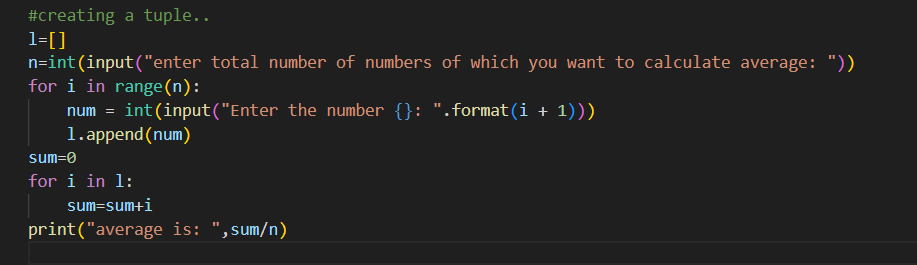 #creating a tuple..
l=[]
n=int(input("enter total number of numbers of which you want to calculate average: "))
for i in range(n):
    num = int(input("Enter the number {}: ".format(i + 1)))
    l.append(num)
sum=0
for i in l:
    sum=sum+i
print("average is: ",sum/n)